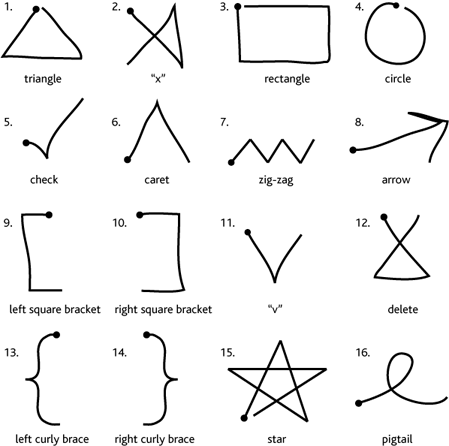 1. 2. 3. 4.
triangle "x" rectangle circle
5. 6. 7. 8.
check caret zig-zag arrow
9. 10. 11. 12.
left square bracket right square bracket "v" delete
13. 14. 15. 16.
left curly brace right curly brace star pigtail